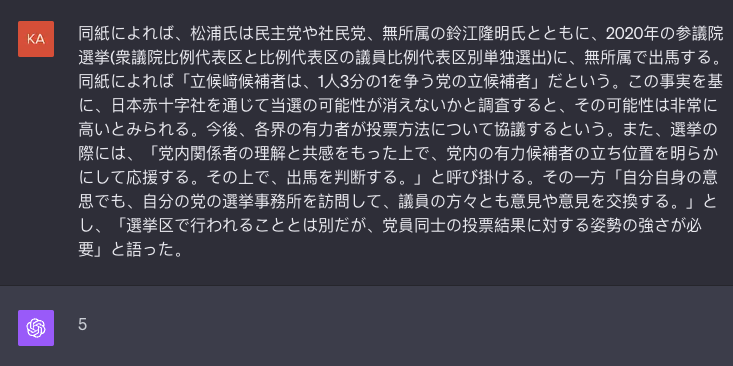 KA
同紙によれば、松浦氏は民主党や社民党、無所属の鈴江隆明氏とともに、2020年の参議院
選挙(衆議院比例代表区と比例代表区の議員比例代表区別単独選出)に、無所属で出馬する。
同紙によれば「立候﨑候補者は、1人3分の1を争う党の立候補者」だという。この事実を基
に、日本赤十字社を通じて当選の可能性が消えないかと調査すると、その可能性は非常に
高いとみられる。今後、各界の有力者が投票方法について協議するという。また、選挙の
際には、「党内関係者の理解と共感をもった上で、党内の有力候補者の立ち位置を明らか
にして応援する。その上で、出馬を判断する。」と呼び掛ける。その一方「自分自身の意
思でも、自分の党の選挙事務所を訪問して、議員の方々とも意見や意見を交換する。」と
し、「選挙区で行われることとは別だが、党員同士の投票結果に対する姿勢の強さが必
要」と語った。
5